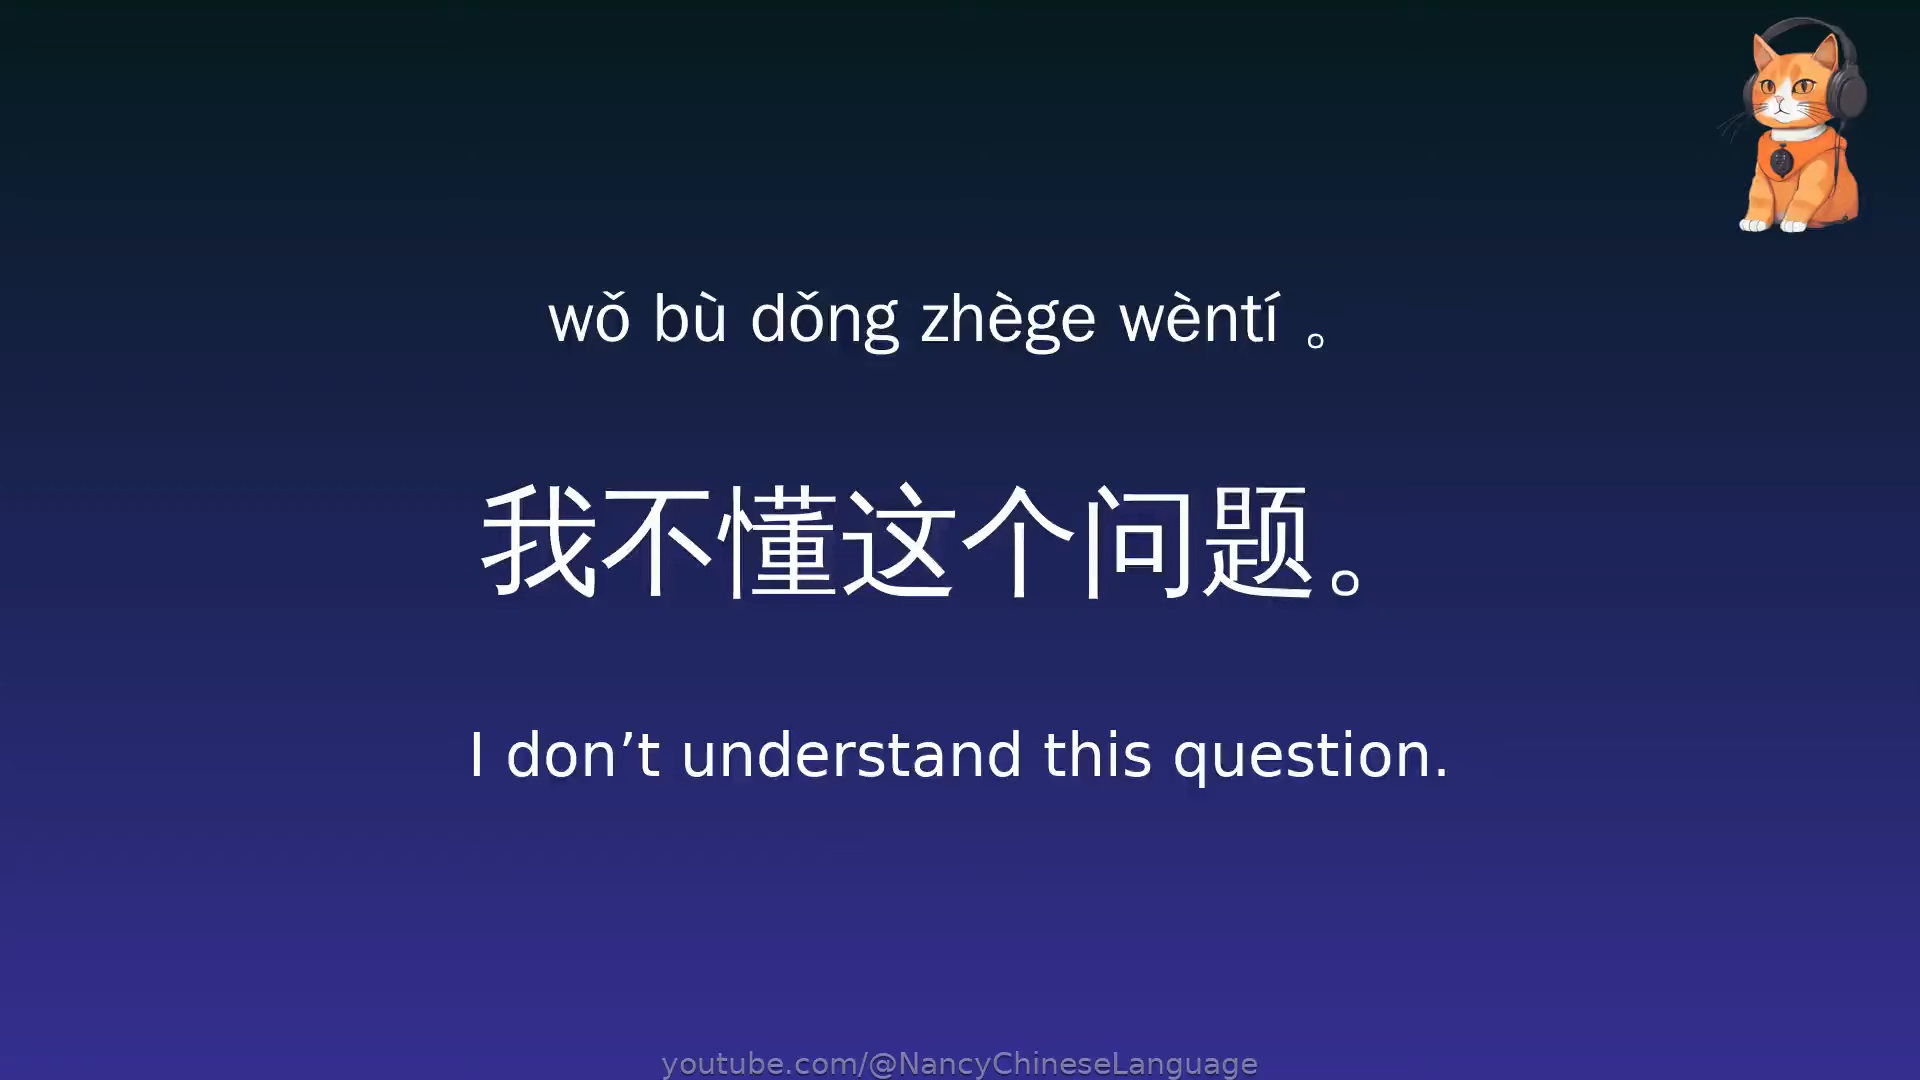 wǒ bù dǒng zhège wèntí 。
我不懂这个问题。
I don’t understand this question.
youtube.com/@NancyChineseLanguage